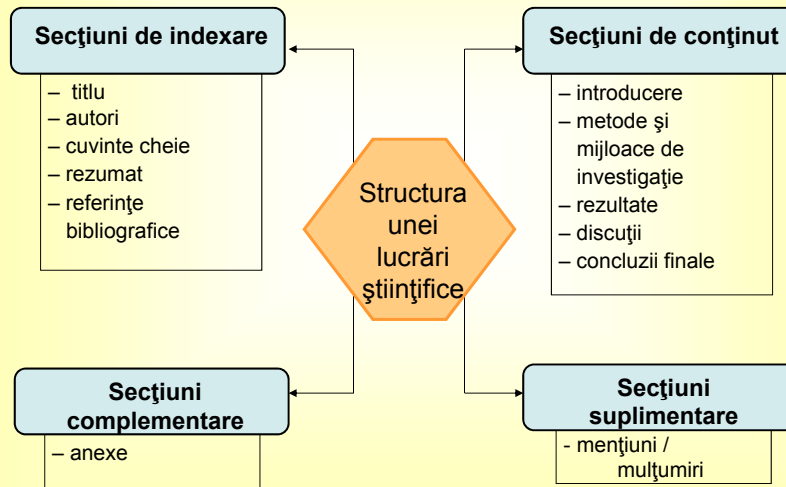 Secţiuni de indexare
– titlu
– autori
– cuvinte cheie
– rezumat
– referinţe
bibliografice
Secţiuni de conţinut
– introducere
– metode şi
mijloace de
investigaţie
– rezultate
– discuţii
– concluzii finale
Structura
unei
lucrări
ştiinţifice
Secţiuni
complementare
– anexe
Secţiuni
suplimentare
- menţiuni /
mulţumiri